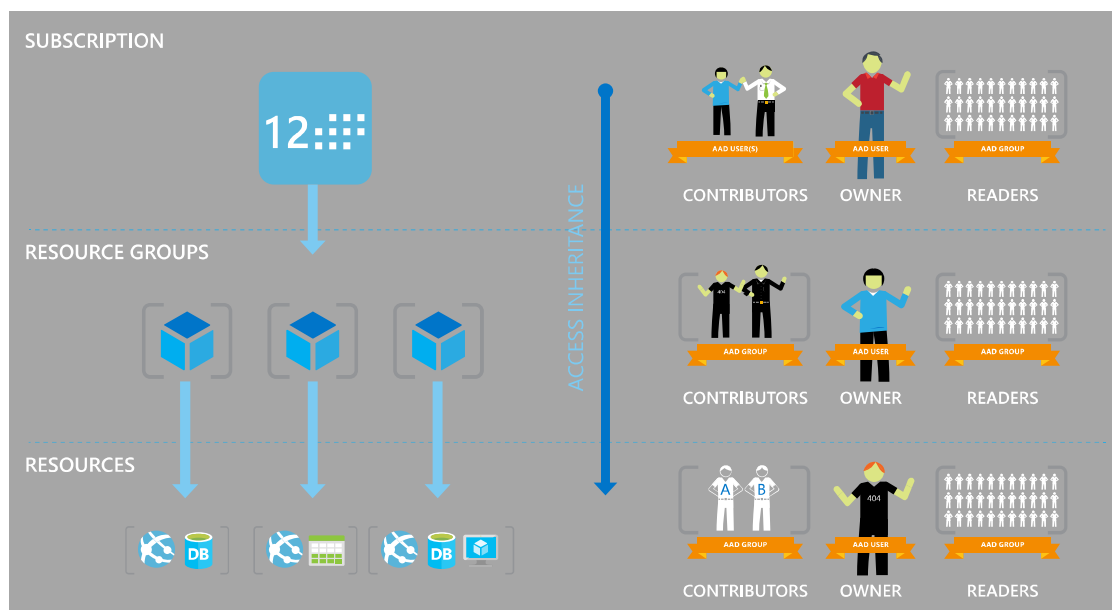 SUBSCRIPTION
12
AAD USER(S)
AAD USER
AAD GROUP
CONTRIBUTORS
OWNER
READERS
RESOURCE GROUPS
ACCESS INHERITANCE
404
AAD GROUP
AAD USER
AAD GROUP
CONTRIBUTORS
OWNER
READERS
RESOURCES
A
B
404
DB
DB
AAD GROUP
AAD USER
AAD GROUP
CONTRIBUTORS
OWNER
READERS